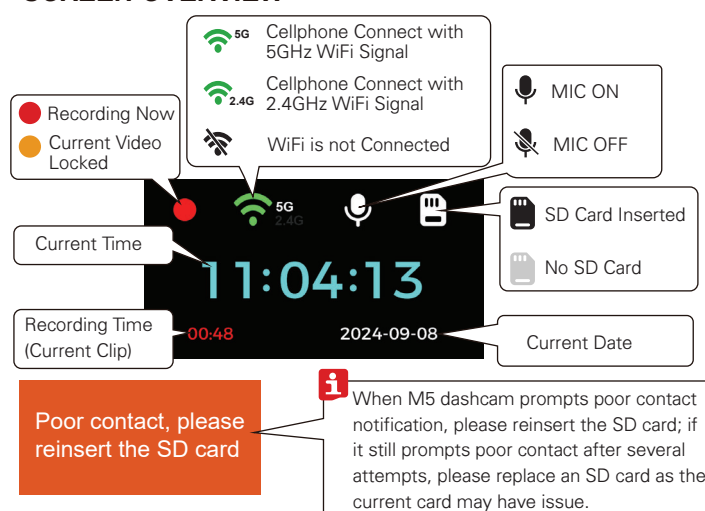 5G
Cellphone Connect with
5GHz WiFi Signal
2.4G
Cellphone Connect with
2.4GHz WiFi Signal
WiFi is not Connected
Recording Now
Current Video
Locked
MIC ON
MIC OFF
5G
2.4G
SD Card Inserted
No SD Card
Current Time
11:04:13
Recording Time
(Current Clip)
00:48
2024-09-08
Current Date
Poor contact, please
reinsert the SD card
i
When M5 dashcam prompts poor contact
notification, please reinsert the SD card; if
it still prompts poor contact after several
attempts, please replace an SD card as the
current card may have issue.